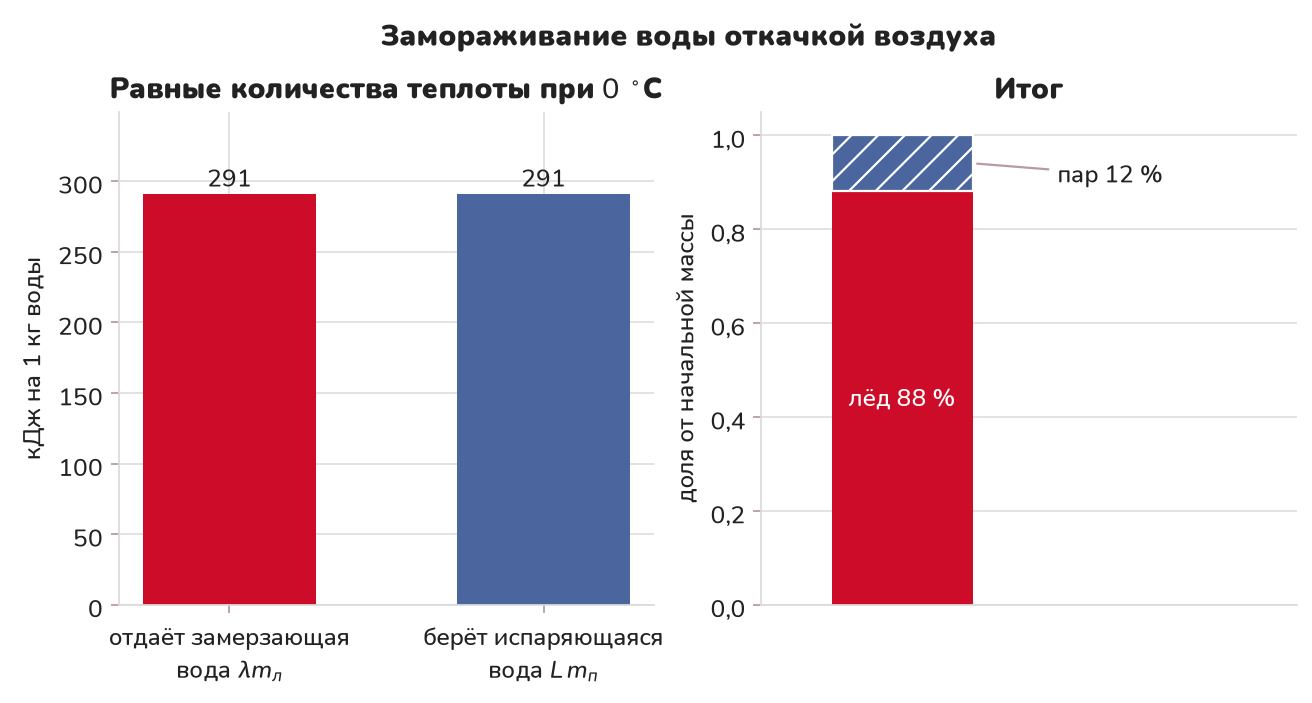 Замораживание воды откачкой воздуха
Равные количества теплоты при 0 °C
кДж на 1 кг воды
300
250
200
150
100
50
0
291
291
отдаёт замерзающая
вода λmл
берёт испаряющаяся
вода L mп
Итог
доля от начальной массы
1,0
0,8
0,6
0,4
0,2
0,0
пар 12 %
лёд 88 %